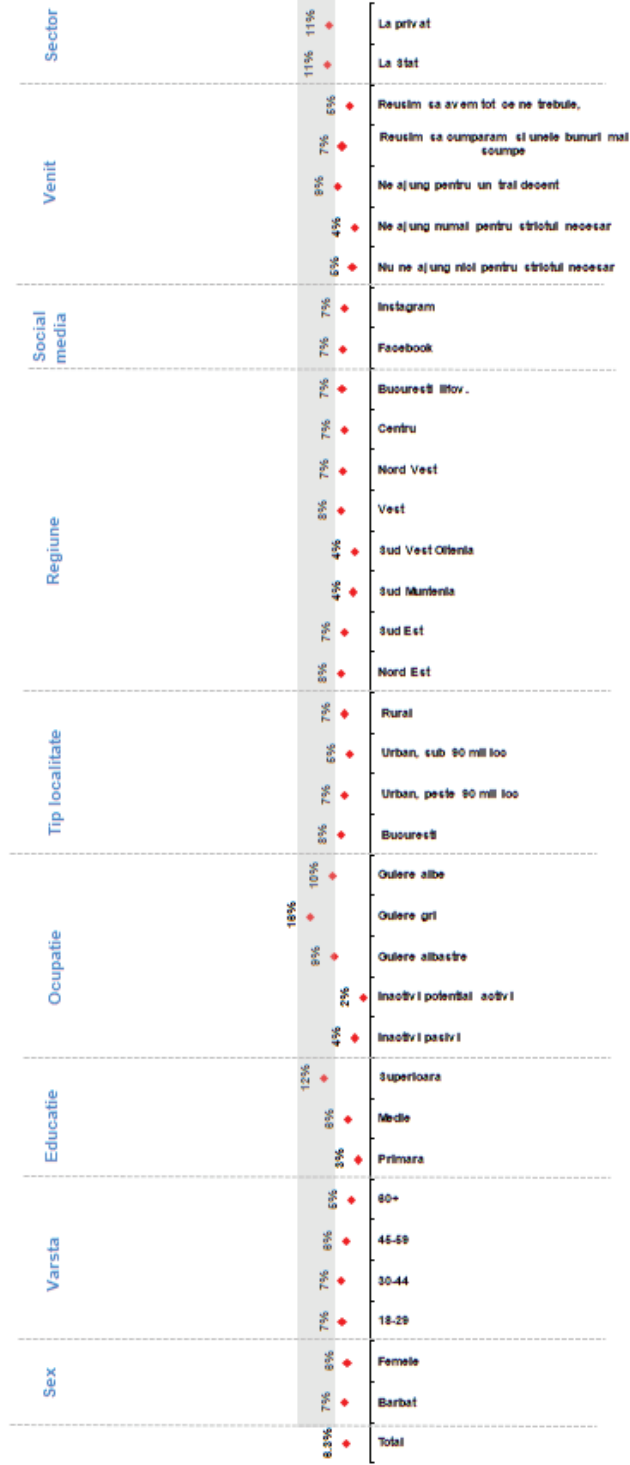 Sector
11%
La privat
11%
La Stat
Venit
5%
Reusim sa avem tot ce ne trebuie,
7%
Reusim sa cumparam si unele bunuri mai
scumpe
Ne ajung pentru un trai decent
4%
Ne ajung numai pentru strictul necesar
5%
Nu ne ajung nici pentru strictul necesar
Social
media
7%
Instagram
7%
Facebook
Regiune
7%
Bucuresti Ilfov.
7%
Centru
7%
Nord Vest
8%
Vest
4%
Sud Vest Oltenia
4%
Sud Muntenia
7%
Sud Est
8%
Nord Est
Tip localitate
7%
Rural
5%
Urban, sub 90 mii loc
7%
Urban, peste 90 mii loc
8%
Bucuresti
Ocupatie
10%
Gulere albe
16%
Gulere gri
9%
Gulere albastre
2%
Inactivi potential activi
4%
Inactivi pasivi
Educatie
12%
Superioara
6%
Medie
3%
Primara
Varsta
5%
60+
6%
45-59
7%
30-44
7%
18-29
Sex
6%
Femeie
7%
Barbat
6.3%
Total